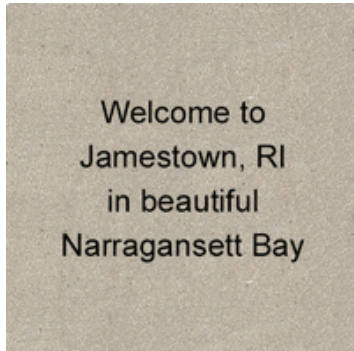 Welcome to
Jamestown, RI
in beautiful
Narragansett Bay